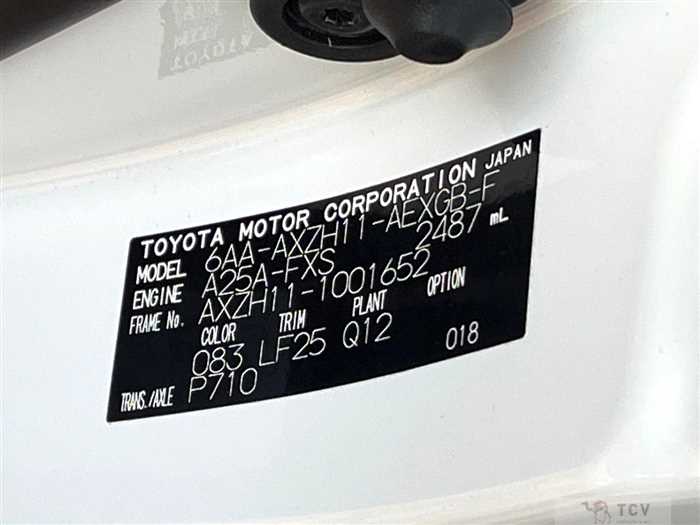 TOYOTA MOTOR CORPORATION JAPAN
MODEL 6AA-AXZH11-AEXGB-F
ENGINE A25A-FXS 2487 mL
FRAME No. AXZH11-1001652
COLOR TRIM PLANT OPTION
083 LF25 Q12 018
TRANS./AXLE P710
TCV